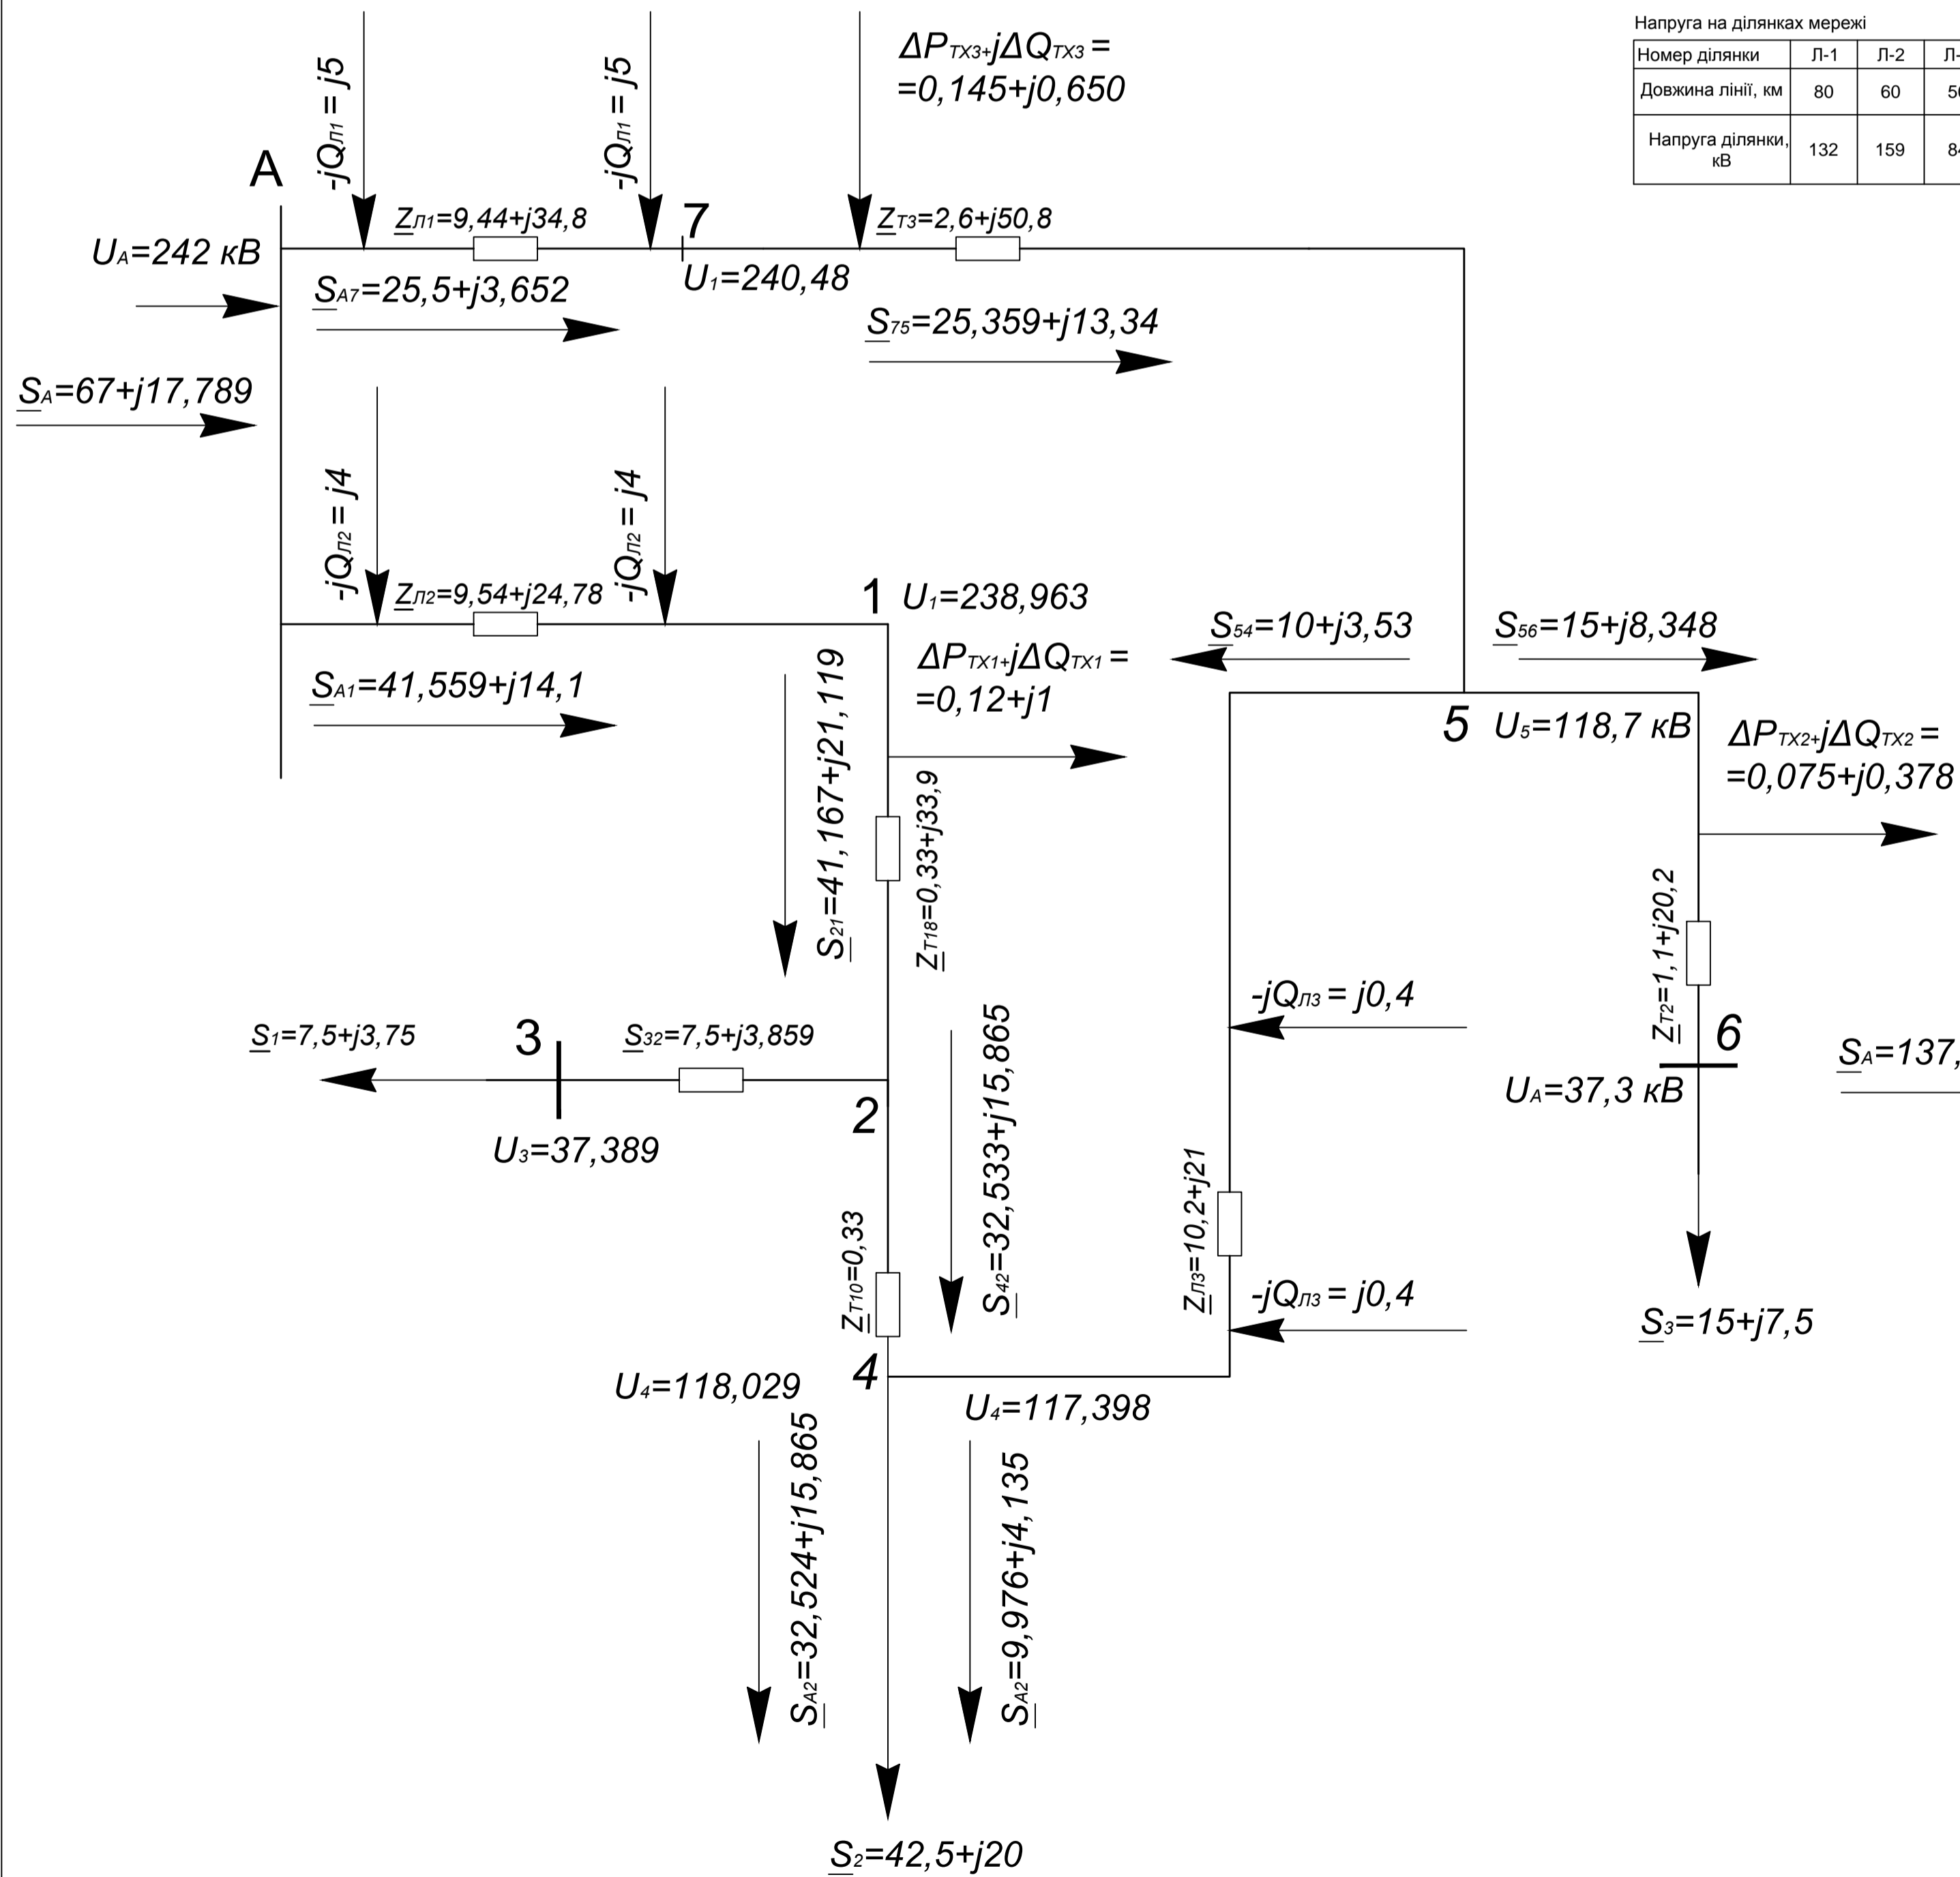 Напруга на ділянках мережі
Номер ділянки Л-1 Л-2
Довжина лінії, км 80 60
Напруга ділянки, кВ 132 159
-jQЛ1 = j5
-jQЛ1 = j5
ΔPТХ3+jΔQТХ3 =
=0,145+j0,650
A
ZЛ1=9,44+j34,8
7
ZТ3=2,6+j50,8
UА=242 кВ
SА7=25,5+j3,652
U1=240,48
S75=25,359+j13,34
SА=67+j17,789
-jQЛ2 = j4
-jQЛ2 = j4
ZЛ2=9,54+j24,78
1
U1=238,963
SА1=41,559+j14,1
S21=41,167+j21,119
ΔPТХ1+jΔQТХ1 =
=0,12+j1
S54=10+j3,53
S56=15+j8,348
5
U5=118,7 кВ
ΔPТХ2+jΔQТХ2 =
=0,075+j0,378
ZТ18=0,33+j33,9
ZТ2=1,1+j20,2
-jQЛ3 = j0,4
6
S1=7,5+j3,75
3
S32=7,5+j3,859
2
S42=32,533+j15,865
UА=37,3 кВ
SА=137,
U3=37,389
ZТ10=0,33
ZЛ3=10,2+j21
-jQЛ3 = j0,4
S3=15+j7,5
4
U4=118,029
U4=117,398
SА2=32,524+j15,865
SА2=9,976+j4,135
S2=42,5+j20